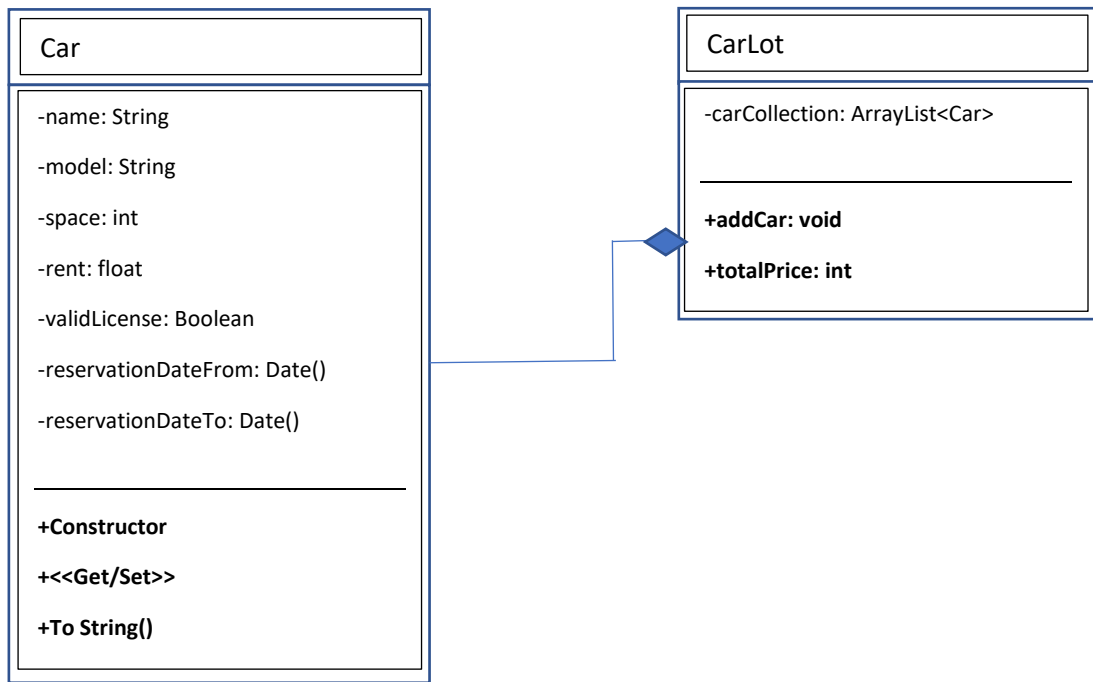 Car
-name: String
-model: String
-space: int
-rent: float
-validLicense: Boolean
-reservationDateFrom: Date()
-reservationDateTo: Date()
+Constructor
+<<Get/Set>>
+To String()
CarLot
-carCollection: ArrayList<Car>
+addCar: void
+totalPrice: int